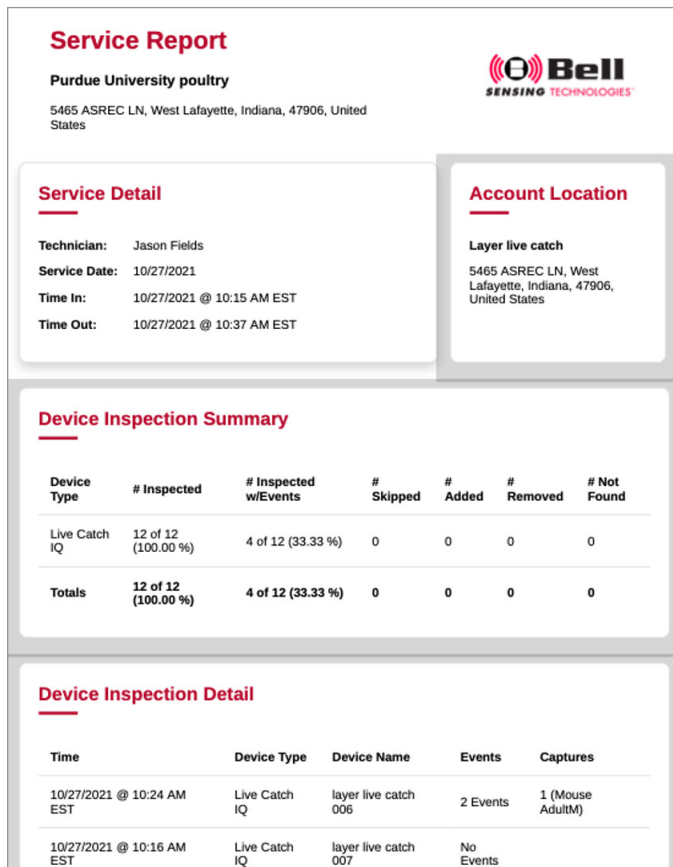 Service Report
Purdue University poultry
5465 ASREC LN, West Lafayette, Indiana, 47906, United
States
Bell
SENSING TECHNOLOGIES™
Service Detail
Technician: Jason Fields
Service Date: 10/27/2021
Time In: 10/27/2021 @ 10:15 AM EST
Time Out: 10/27/2021 @ 10:37 AM EST
Account Location
Layer live catch
5465 ASREC LN, West
Lafayette, Indiana, 47906,
United States
Device Inspection Summary
Device Type # Inspected # Inspected w/Events # Skipped # Added # Removed # Not Found
Live Catch IQ 12 of 12 (100.00 %) 4 of 12 (33.33 %) 0 0 0 0
Totals 12 of 12 (100.00 %) 4 of 12 (33.33 %) 0 0 0 0
Device Inspection Detail
Time Device Type Device Name Events Captures
10/27/2021 @ 10:24 AM EST Live Catch IQ layer live catch 006 2 Events 1 (Mouse AdultM)
10/27/2021 @ 10:16 AM EST Live Catch IQ layer live catch 007 No Events